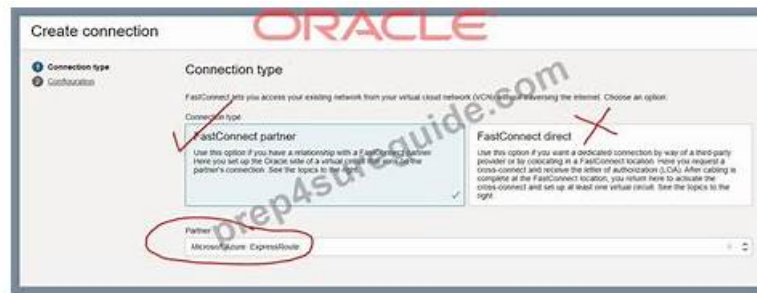 Create connection
ORACLE
Connection type
Configuration
Connection type
FastConnect lets you access your existing network from your virtual cloud network (VCN) without traversing the internet. Choose an option:
Connection type
FastConnect partner
Use this option if you have a relationship with a FastConnect partner.
Here you set up the Oracle side of a virtual circuit for
partner's connection. See the topics to the right.
FastConnect direct
Use this option if you want a dedicated connection by way of a third-party
provider or by colocating in a FastConnect location. Here you request a
cross-connect and receive the letter of authorization (LOA). After cabling is
complete at the FastConnect location, you return here to activate the
cross-connect and set up at least one virtual circuit. See the topics to the
right.
Partner
Microsoft Azure: ExpressRoute
prep4sureguide.com